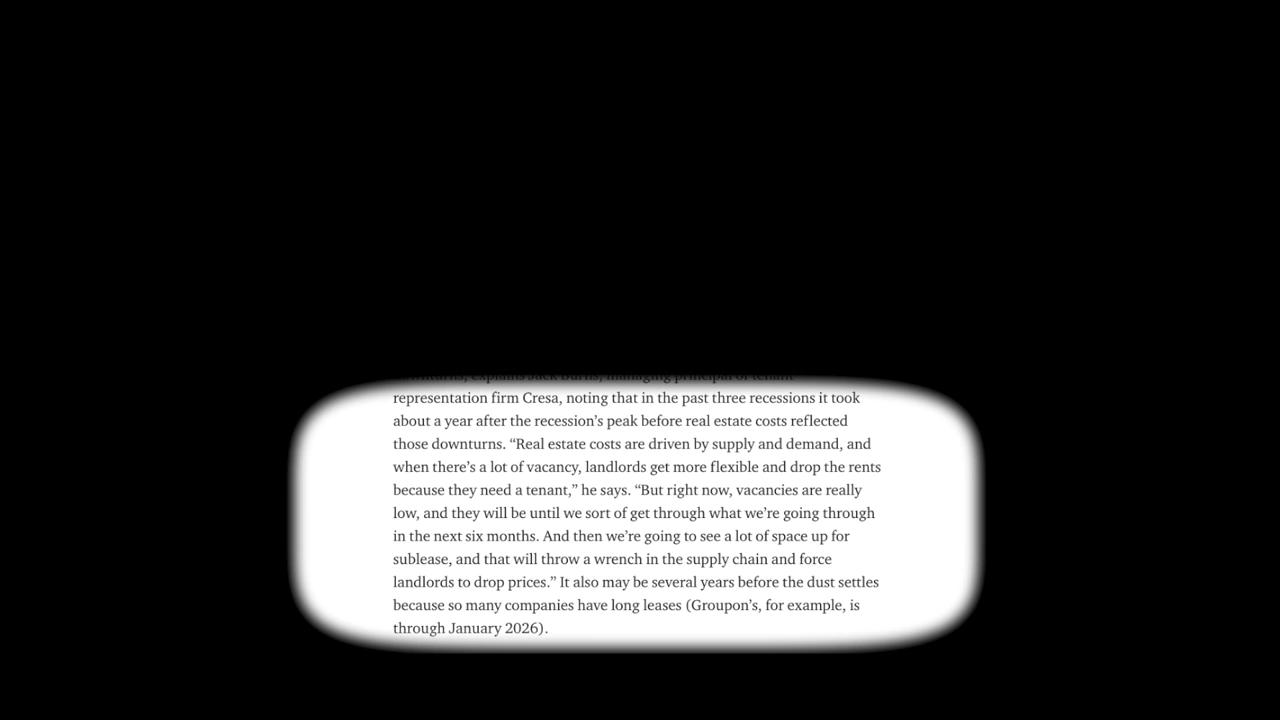 explains Jack Burns, managing principal of tenant
representation firm Cresa, noting that in the past three recessions it took
about a year after the recession’s peak before real estate costs reflected
those downturns. “Real estate costs are driven by supply and demand, and
when there’s a lot of vacancy, landlords get more flexible and drop the rents
because they need a tenant,” he says. “But right now, vacancies are really
low, and they will be until we sort of get through what we’re going through
in the next six months. And then we’re going to see a lot of space up for
sublease, and that will throw a wrench in the supply chain and force
landlords to drop prices.” It also may be several years before the dust settles
because so many companies have long leases (Groupon’s, for example, is
through January 2026).